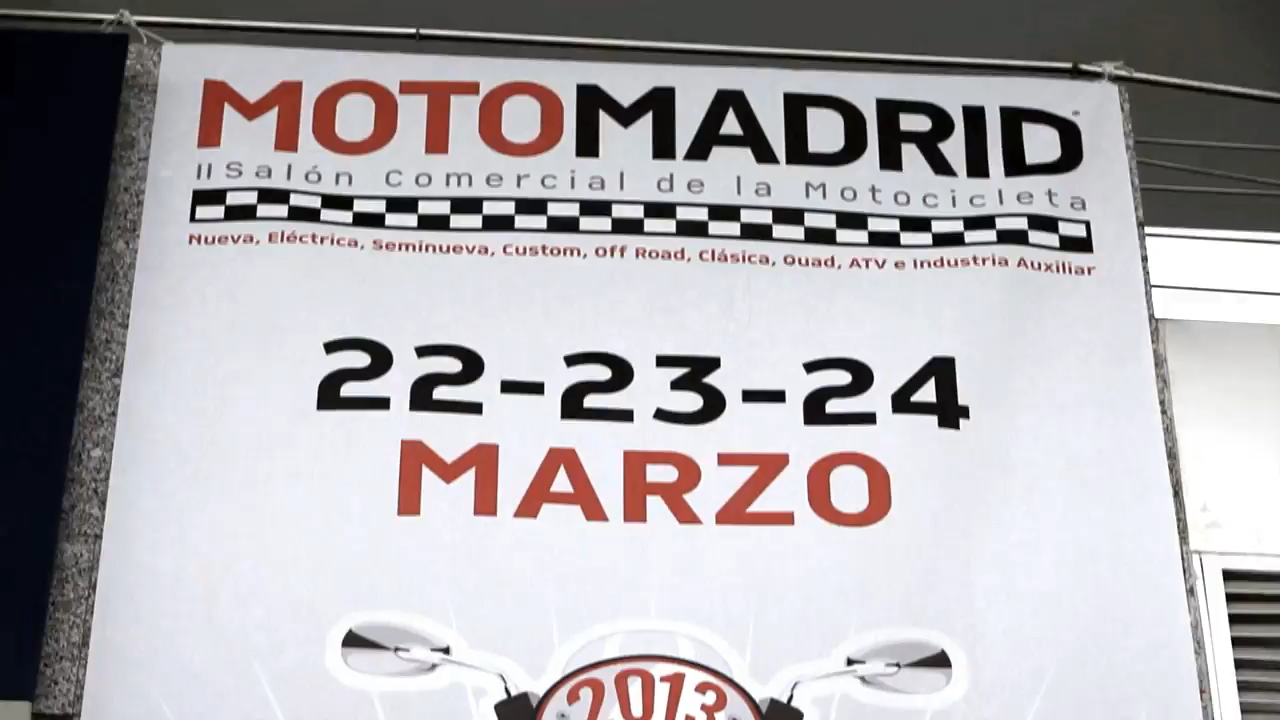 MOTOMADRID
II Salón Comercial de la Motocicleta
Nueva, Eléctrica, Seminueva, Custom, Off Road, Clásica, Quad, ATV e Industria Auxiliar
22-23-24
MARZO
2013